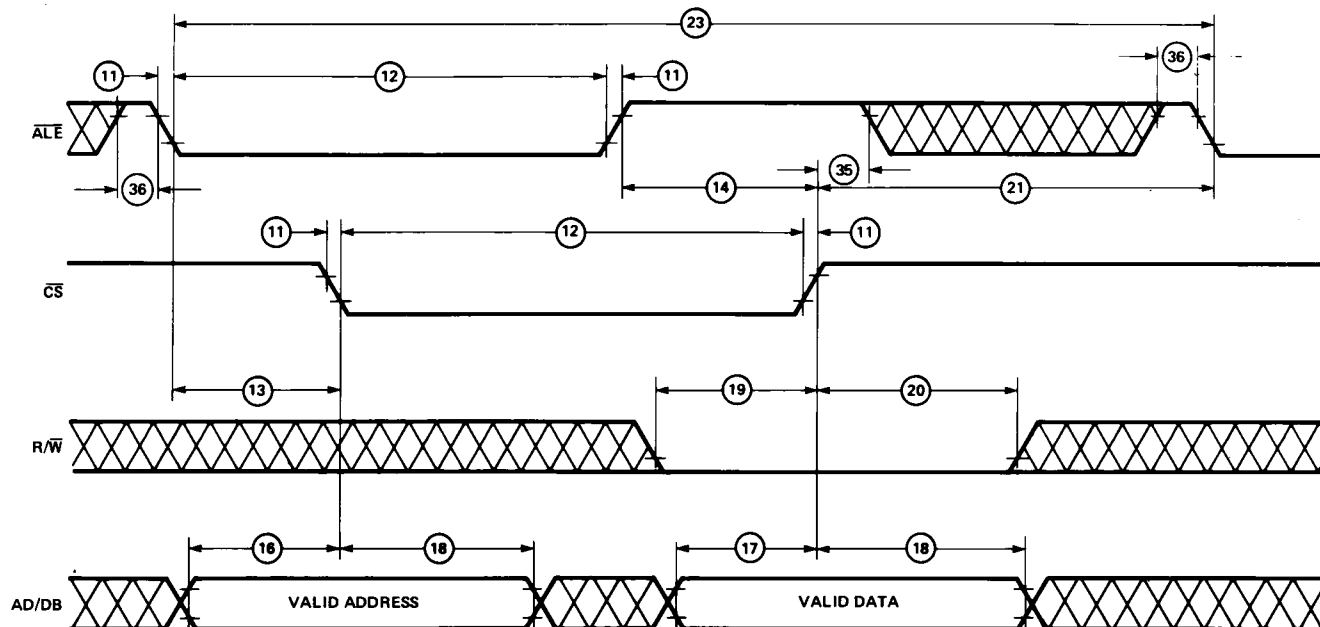 23
11 12 11 36
ALE
36 14 35 21
11 12 11
CS
13 19 20
R/W
16 18 17 18
AD/DB VALID ADDRESS VALID DATA